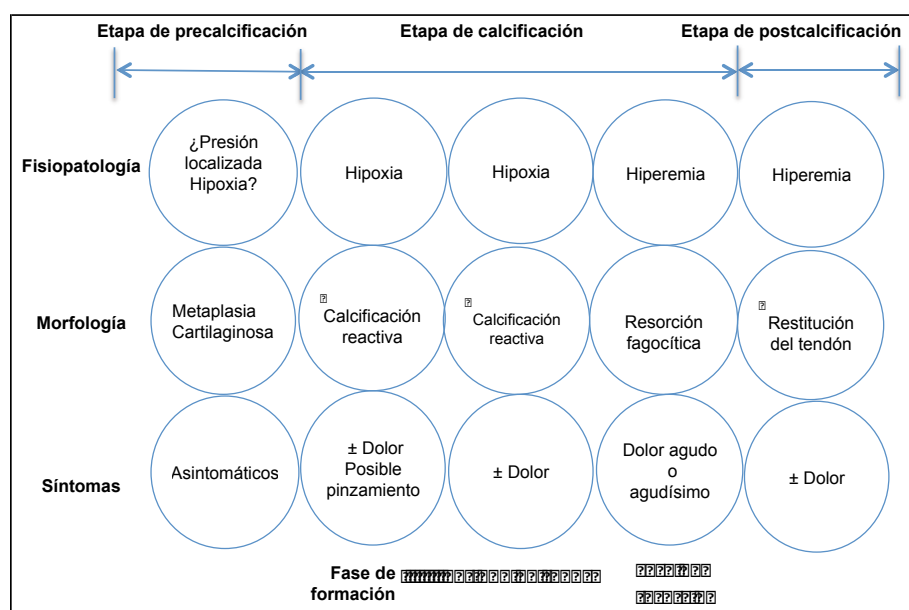 Etapa de precalcificación
Etapa de calcificación
Etapa de postcalcificación
Fisiopatología
¿Presión
localizada
Hipoxia?
Hipoxia
Hipoxia
Hiperemia
Hiperemia
Morfología
Metaplasia
Cartilaginosa
Calcificación
reactiva
Calcificación
reactiva
Resorción
fagocítica
Restitución
del tendón
Síntomas
Asintomáticos
± Dolor
Posible
pinzamiento
± Dolor
Dolor agudo
o
agudísimo
± Dolor
Fase de
formación